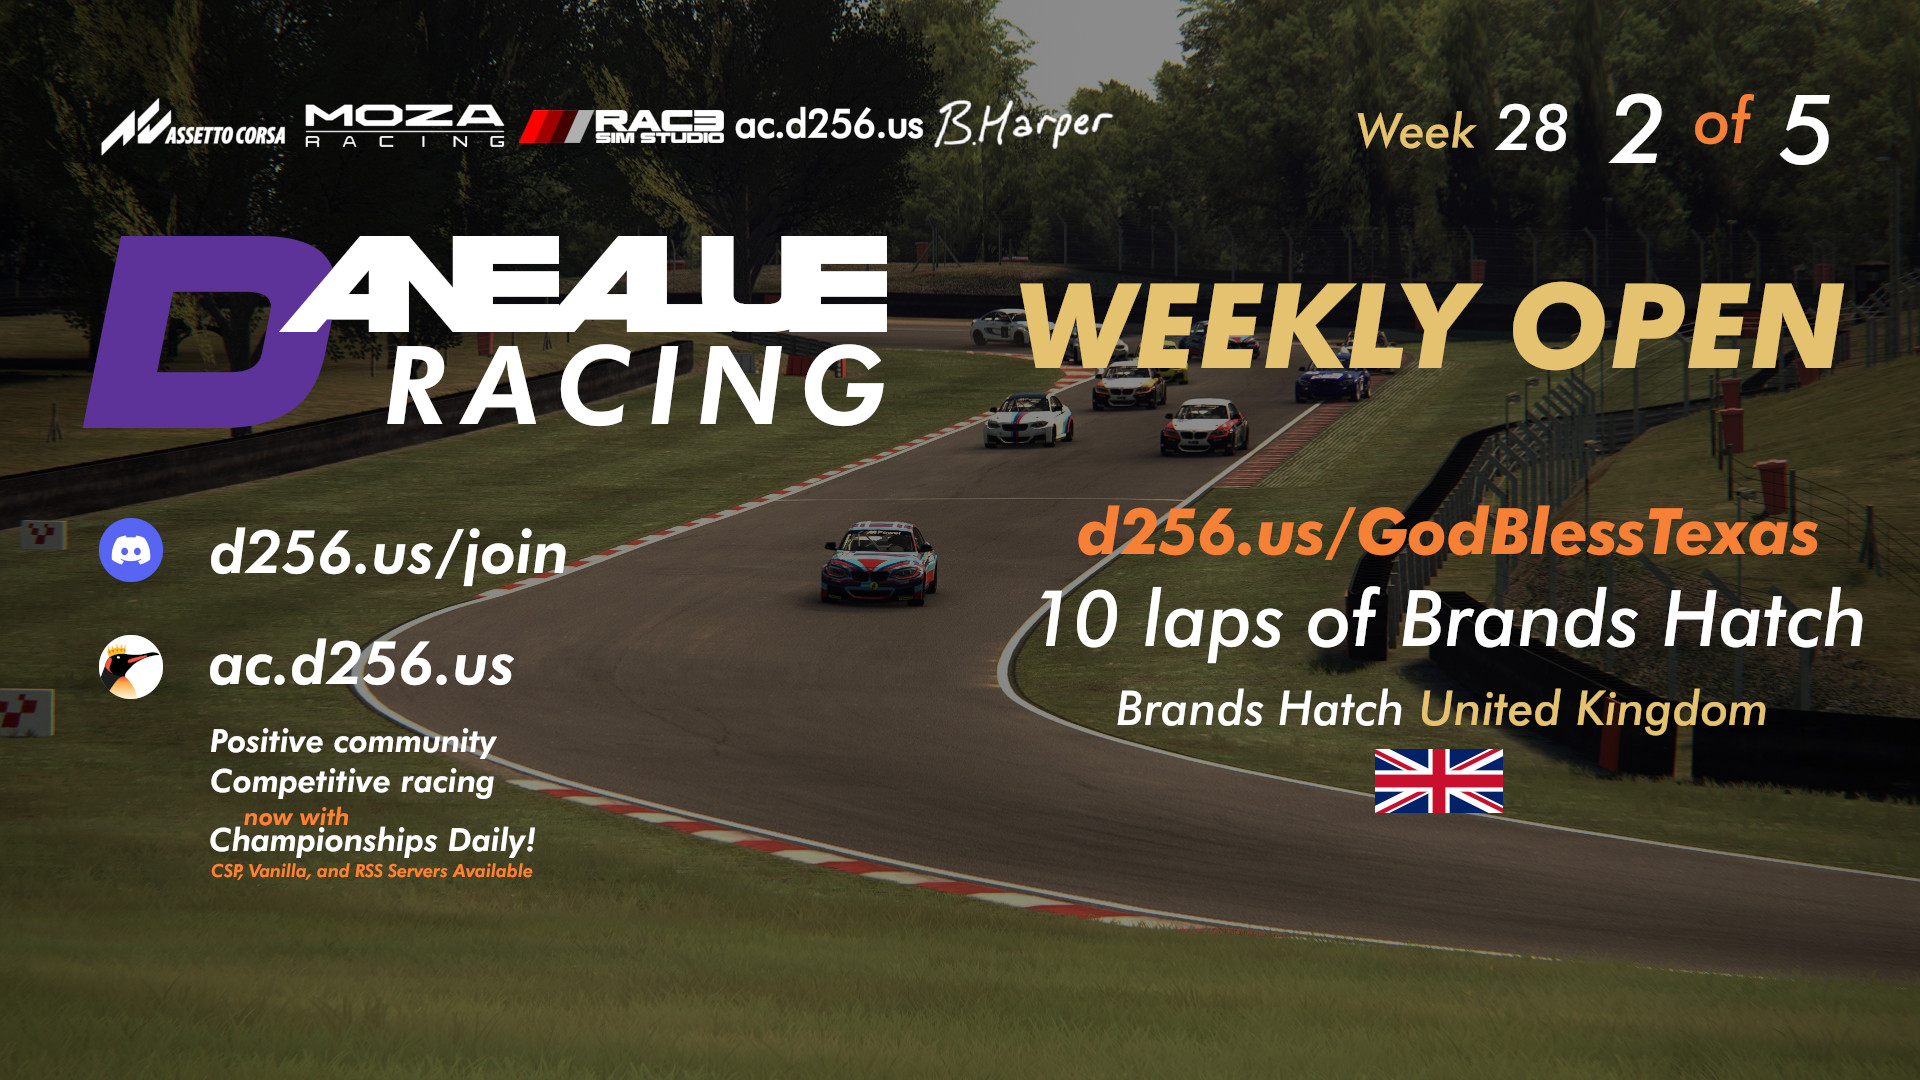 ASSETTO CORSA
MOZA
RACING
RAC3
SIM STUDIO
ac.d256.us
B.Harper
Week 28 2 of 5
DANEALUE
RACING
WEEKLY OPEN
d256.us/join
ac.d256.us
Positive community
Competitive racing
now with
Championships Daily!
CSP, Vanilla, and RSS Servers Available
d256.us/GodBlessTexas
10 laps of Brands Hatch
Brands Hatch United Kingdom